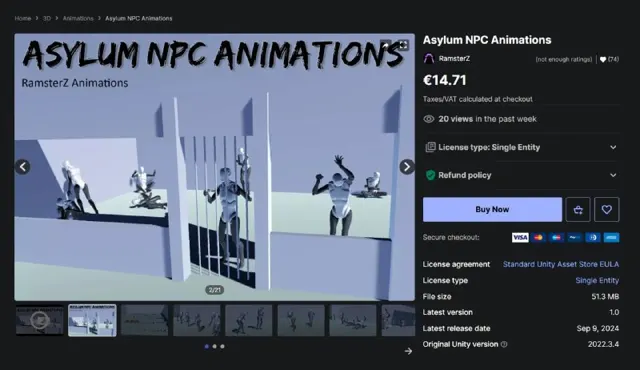 Home > 3D > Animations > Asylum NPC Animations
ASYLUM NPC ANIMATIONS
RamsterZ Animations
2/21
Asylum NPC Animations
RamsterZ
(not enough ratings)
(74)
€14.71
Taxes/VAT calculated at checkout
20 views in the past week
License type: Single Entity
Refund policy
Buy Now
Secure checkout:
VISA
License agreement Standard Unity Asset Store EULA
License type Single Entity
File size 51.3 MB
Latest version 1.0
Latest release date Sep 9, 2024
Original Unity version 2022.3.4